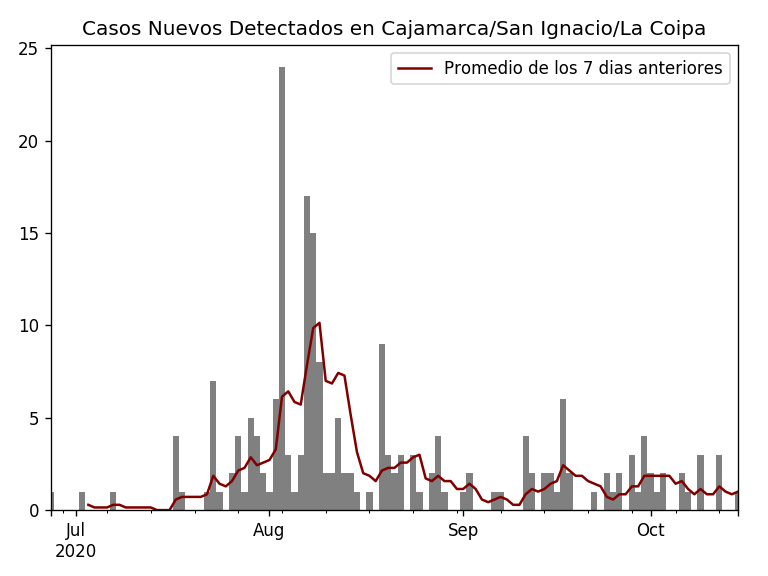 Casos Nuevos Detectados en Cajamarca/San Ignacio/La Coipa
Promedio de los 7 dias anteriores
25
20
15
10
5
0
Jul Aug Sep Oct
2020